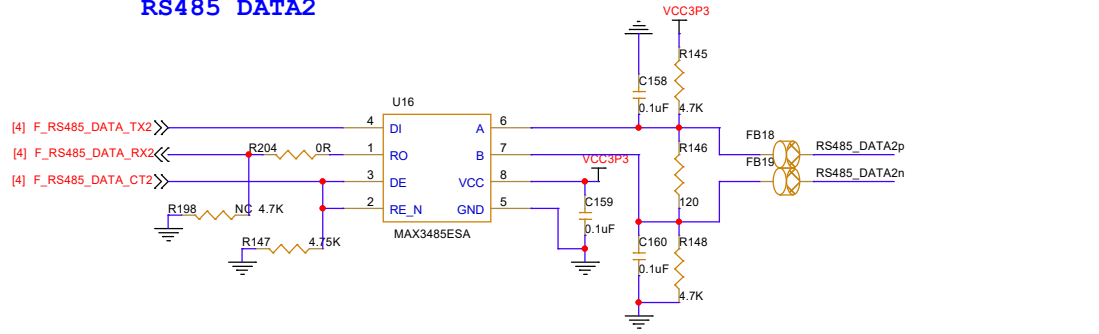 RS485 DATA2
VCC3P3
R145
C158
0.1uF
4.7K
U16
[4] F_RS485_DATA_TX2
4
DI
A
6
FB18
[4] F_RS485_DATA_RX2
R204
0R
1
RO
B
7
R146
RS485_DATA2p
VCC3P3
FB19
[4] F_RS485_DATA_CT2
3
DE
VCC
8
RS485_DATA2n
R198
NC
4.7K
2
RE_N
GND
5
C159
120
0.1uF
MAX3485ESA
R147
4.75K
C160
R148
0.1uF
4.7K